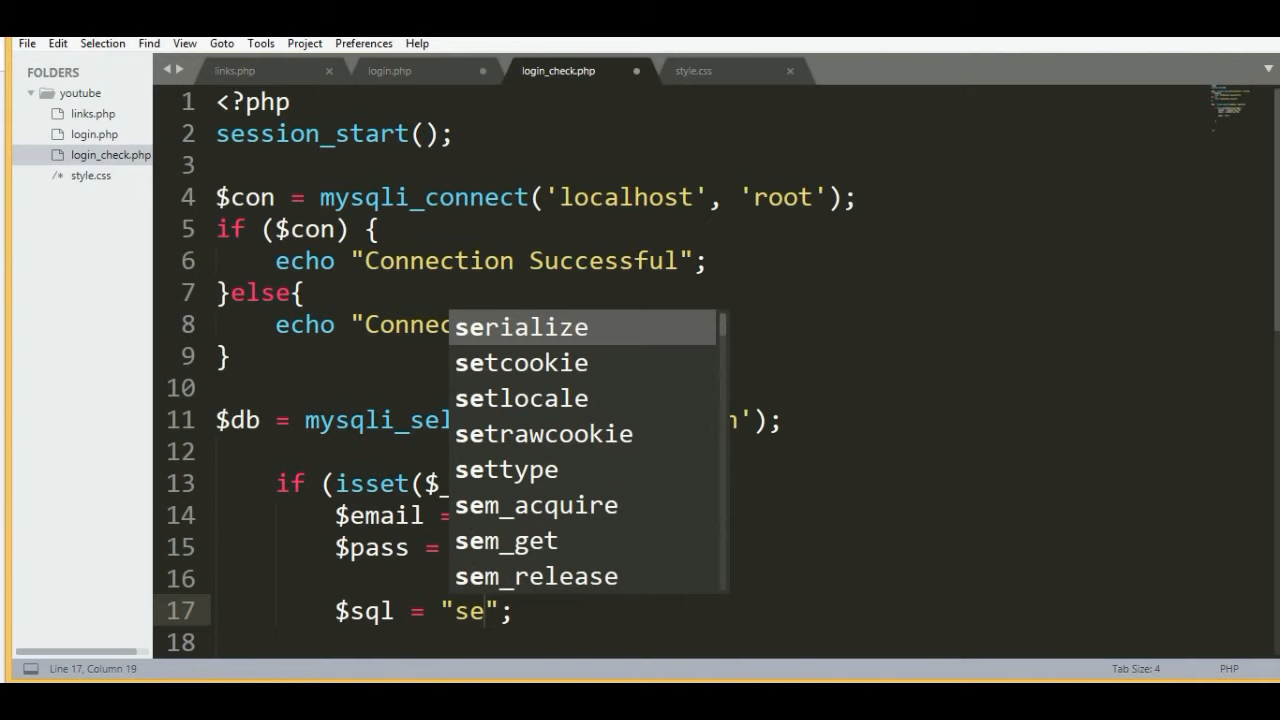 File Edit Selection Find View Goto Tools Project Preferences Help
FOLDERS
youtube
links.php
login.php
login_check.php
/* style.css
links.php × login.php login_check.php style.css ×
1 <?php
2 session_start();
3
4 $con = mysqli_connect('localhost', 'root');
5 if ($con) {
6 echo "Connection Successful";
7 }else{
8 echo "Connec
9 }
10
11 $db = mysqli_sel n');
12
13 if (isset($_
14 $email =
15 $pass =
16
17 $sql = "se";
18
serialize
setcookie
setlocale
setrawcookie
settype
sem_acquire
sem_get
sem_release
Line 17, Column 19 Tab Size: 4 PHP